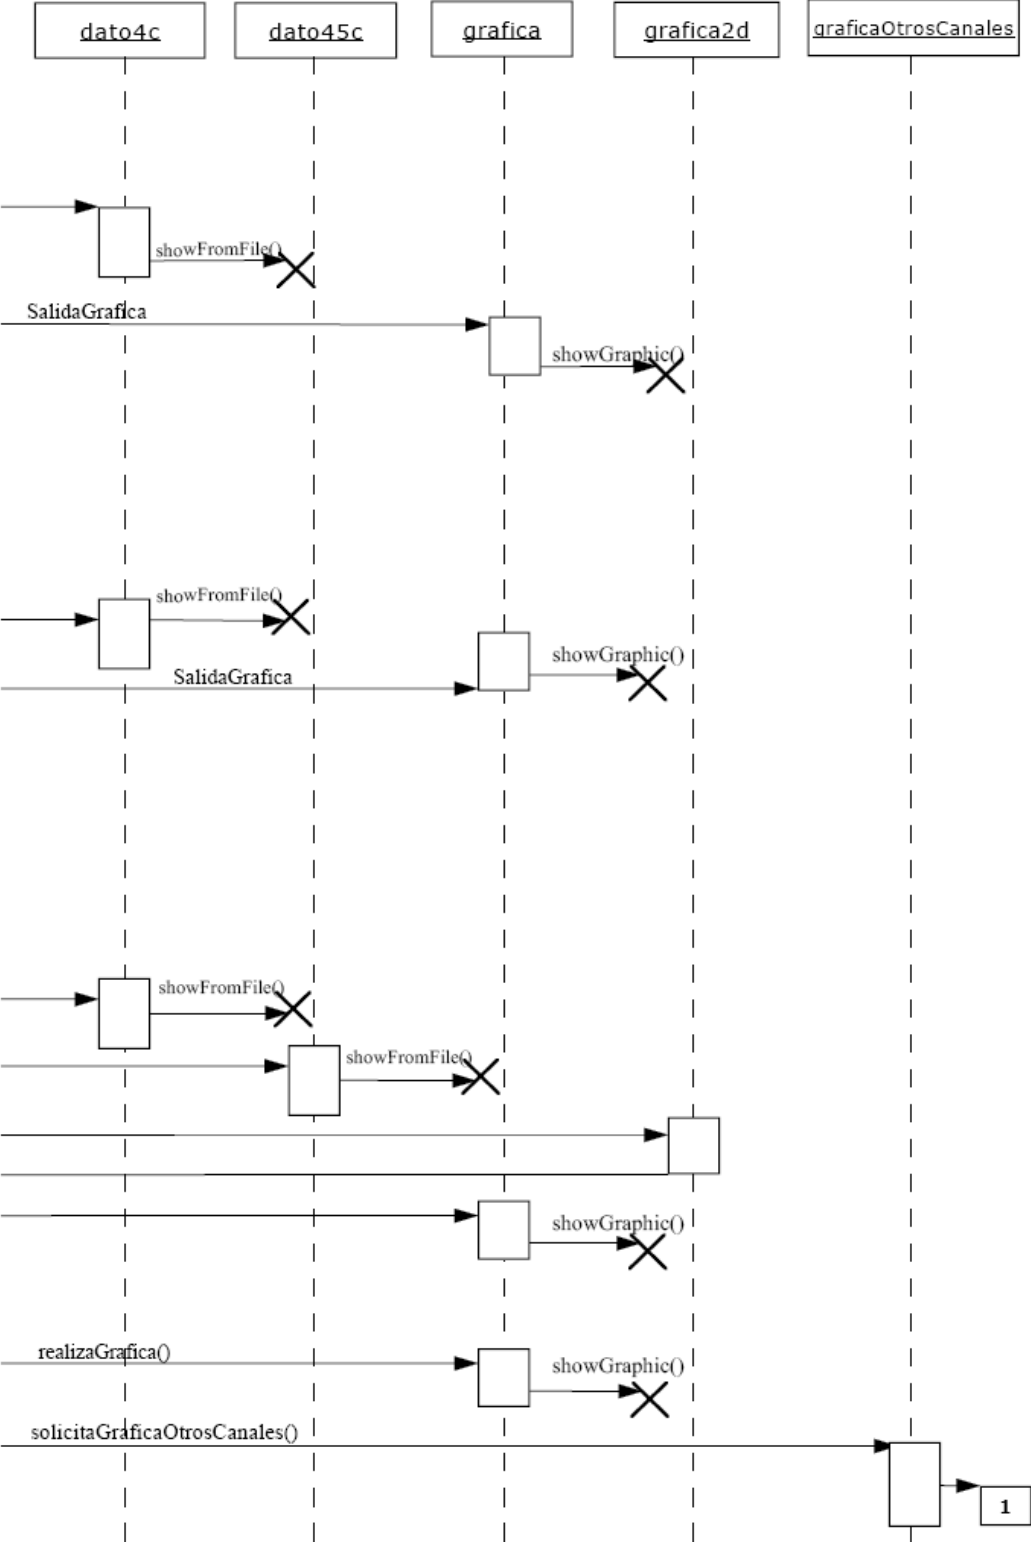 dato4c
dato45c
grafica
grafica2d
graficaOtrosCanales
showFromFile()
SalidaGrafica
showGraphic()
showFromFile()
showGraphic()
SalidaGrafica
showFromFile()
showFromFile()
showGraphic()
realizaGrafica()
showGraphic()
solicitaGraficaOtrosCanales()
1